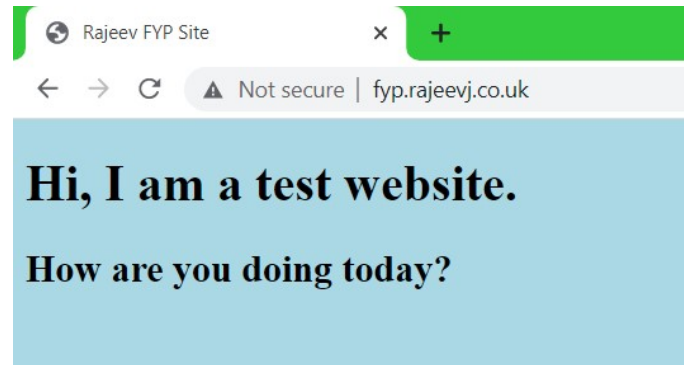 Rajeev FYP Site
Not secure | fyp.rajeevj.co.uk
Hi, I am a test website.
How are you doing today?